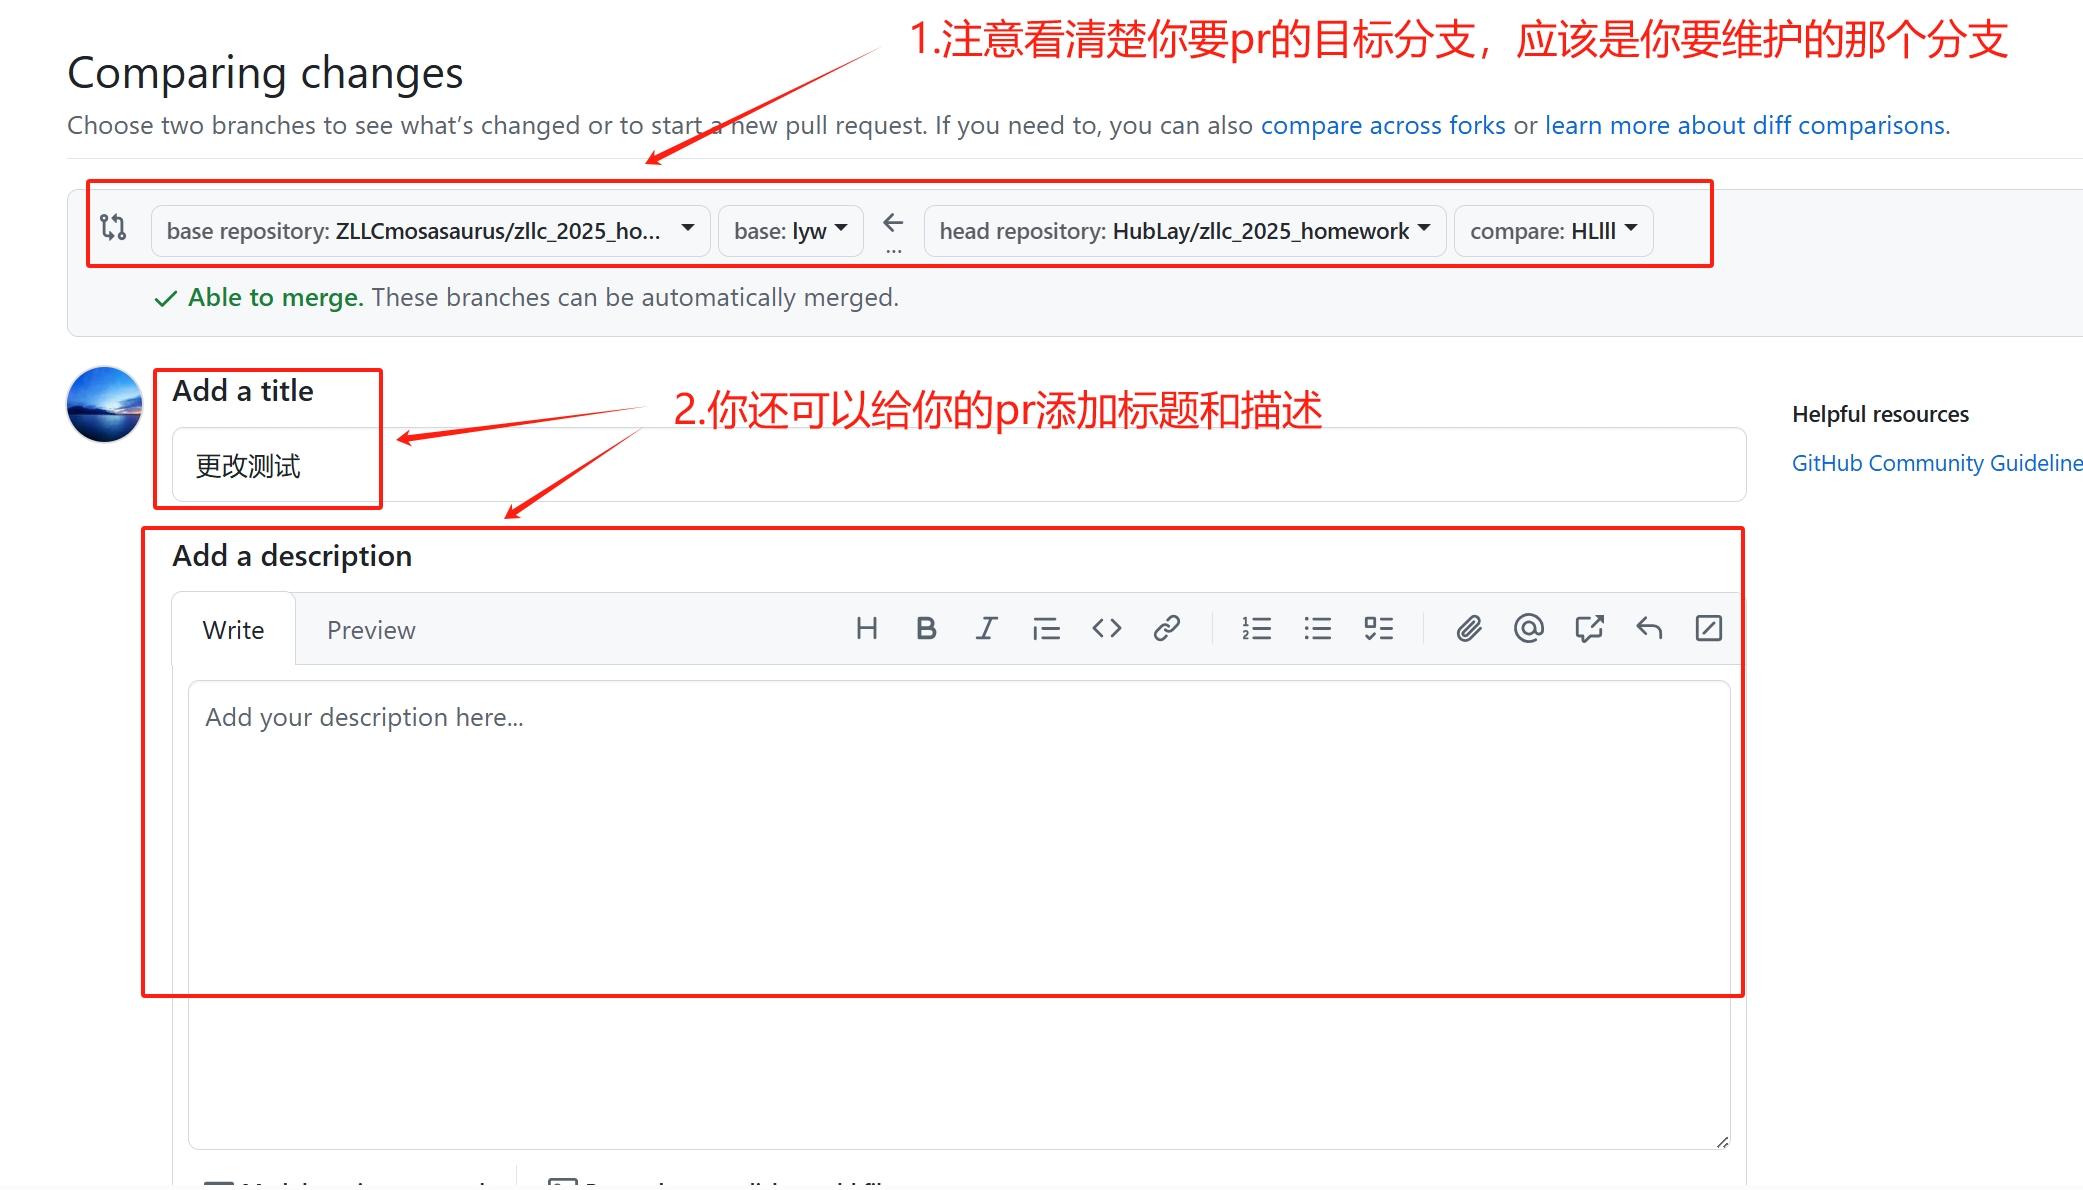 1.注意看清楚你要pr的目标分支，应该是你要维护的那个分支
Comparing changes
Choose two branches to see what's changed or to start a new pull request. If you need to, you can also compare across forks or learn more about diff comparisons.
base repository: ZLLCmosasaurus/zllc_2025_ho... base: lyw ... head repository: HubLay/zllc_2025_homework compare: HLlll
Able to merge. These branches can be automatically merged.
Add a title
2.你还可以给你的pr添加标题和描述
Helpful resources
更改测试
GitHub Community Guideline
Add a description
Write Preview
Add your description here...